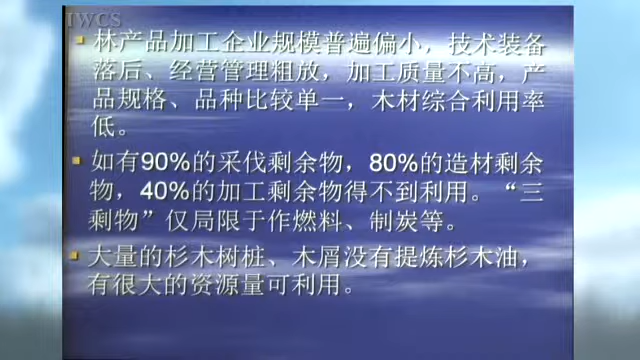 IWCS
林产品加工企业规模普遍偏小，技术装备
落后、经营管理粗放，加工质量不高，产
品规格、品种比较单一，木材综合利用率
低。
如有90%的采伐剩余物，80%的造材剩余
物，40%的加工剩余物得不到利用。“三
剩物”仅局限于作燃料、制炭等。
大量的杉木树桩、木屑没有提炼杉木油，
有很大的资源量可利用。